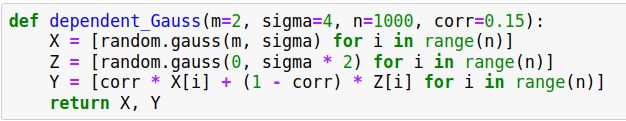 def dependent_Gauss(m=2, sigma=4, n=1000, corr=0.15):
    X = [random.gauss(m, sigma) for i in range(n)]
    Z = [random.gauss(0, sigma * 2) for i in range(n)]
    Y = [corr * X[i] + (1 - corr) * Z[i] for i in range(n)]
    return X, Y